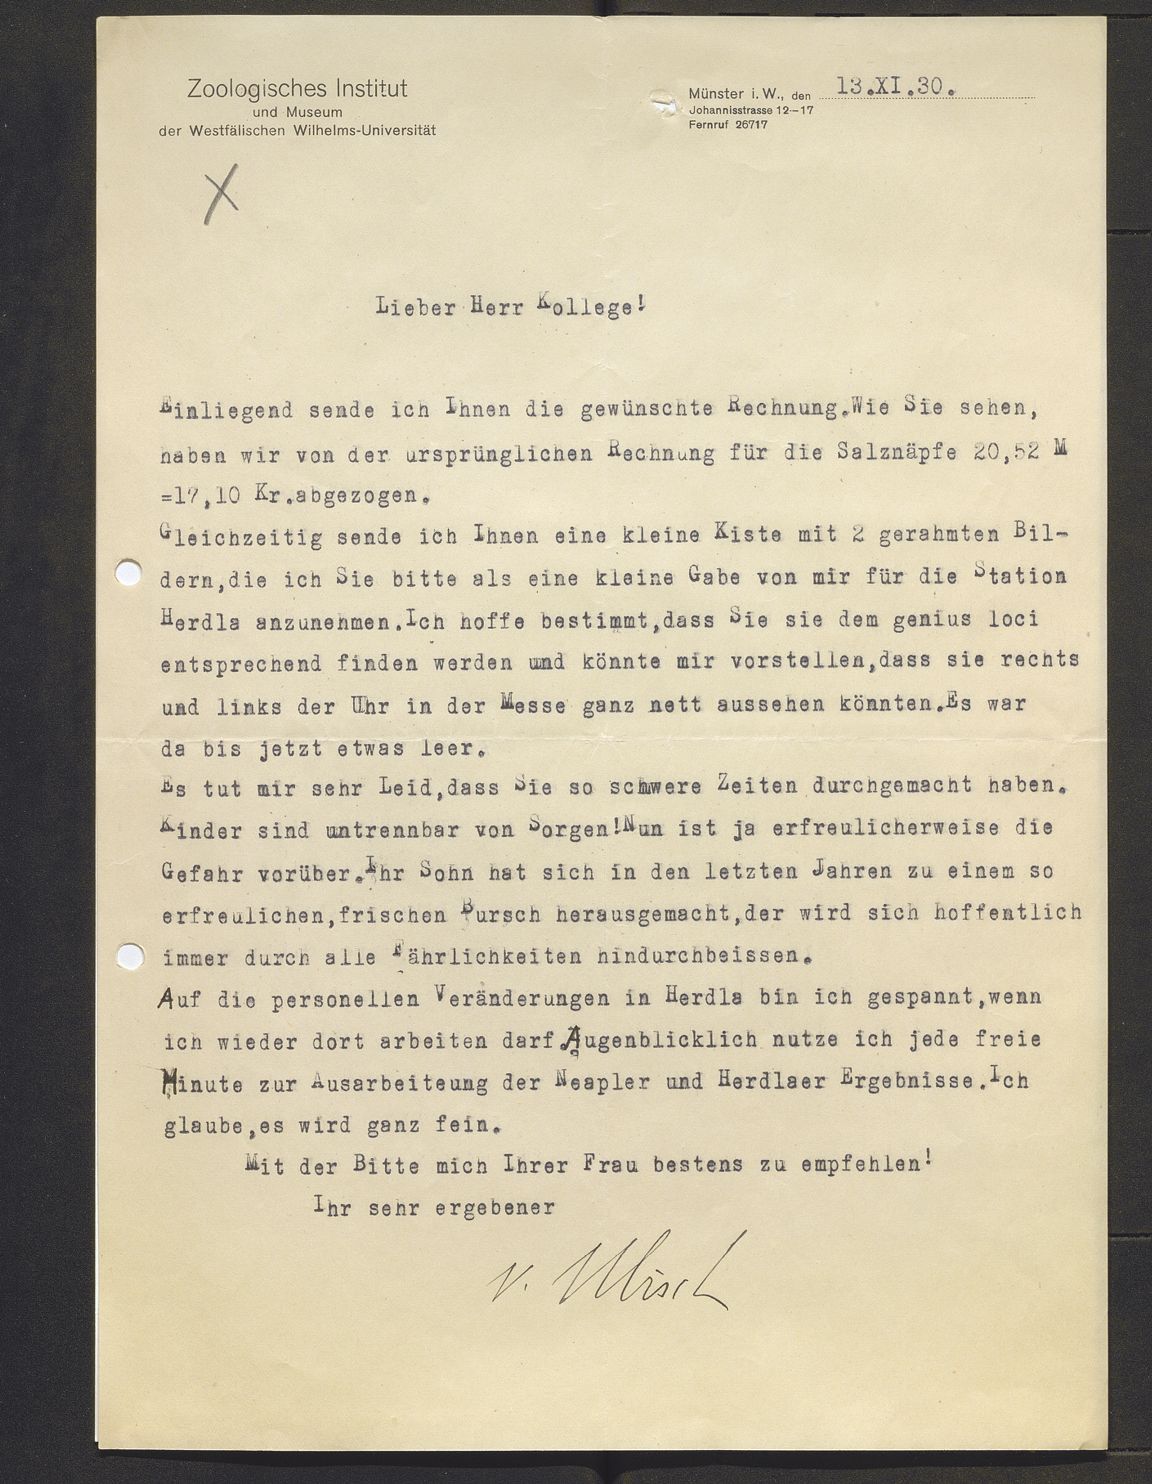 Zoologisches Institut
und Museum
der Westfälischen Wilhelms-Universität
Münster i. W., den 13.XI.30.
Johannisstrasse 12—17
Fernruf 26717
Lieber Herr Kollege!
Einliegend sende ich Ihnen die gewünschte Rechnung.Wie Sie sehen,
haben wir von der ursprünglichen Rechnung für die Salznäpfe 20,52 M
=17,10 Kr.abgezogen.
Gleichzeitig sende ich Ihnen eine kleine Kiste mit 2 gerahmten Bil-
dern,die ich Sie bitte als eine kleine Gabe von mir für die Station
Herdla anzunehmen.Ich hoffe bestimmt,dass Sie sie dem genius loci
entsprechend finden werden und könnte mir vorstellen,dass sie rechts
und links der Uhr in der Messe ganz nett aussehen könnten.Es war
da bis jetzt etwas leer.
Es tut mir sehr Leid,dass Sie so schwere Zeiten durchgemacht haben.
Kinder sind untrennbar von Sorgen!Nun ist ja erfreulicherweise die
Gefahr vorüber.Ihr Sohn hat sich in den letzten Jahren zu einem so
erfreulichen,frischen Bursch herausgemacht,der wird sich hoffentlich
immer durch alle Fährlichkeiten hindurchbeissen.
Auf die personellen Veränderungen in Herdla bin ich gespannt,wenn
ich wieder dort arbeiten darf.Augenblicklich nutze ich jede freie
Minute zur Ausarbeiteung der Neapler und Herdlaer Ergebnisse.Ich
glaube,es wird ganz fein.
Mit der Bitte mich Ihrer Frau bestens zu empfehlen!
Ihr sehr ergebener
v. Ubisch